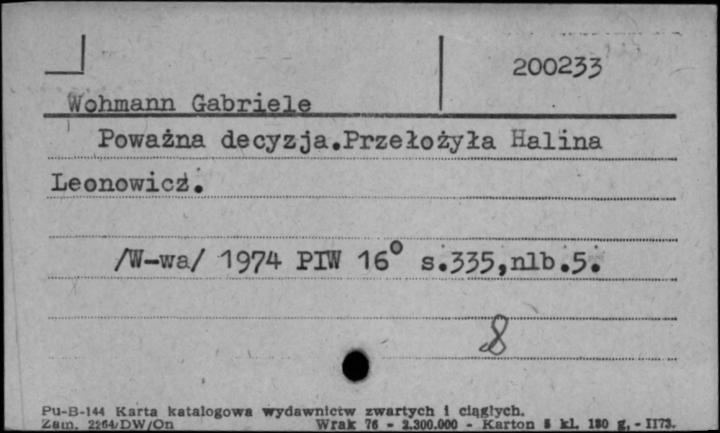 200233
Wohmann Gabriele
Poważna decyzja.Przełożyła Halina
Leonowicz.
/W-wa/ 1974 PIW 16° s.335,nlb.5.
8
Pu-B-144 Karta katalogowa wydawnictw zwartych i ciągłych.
Zam. 2264/DW/On Wrak 76 - 2.300.000 - Karton 5 kl. 180 g. - II73.